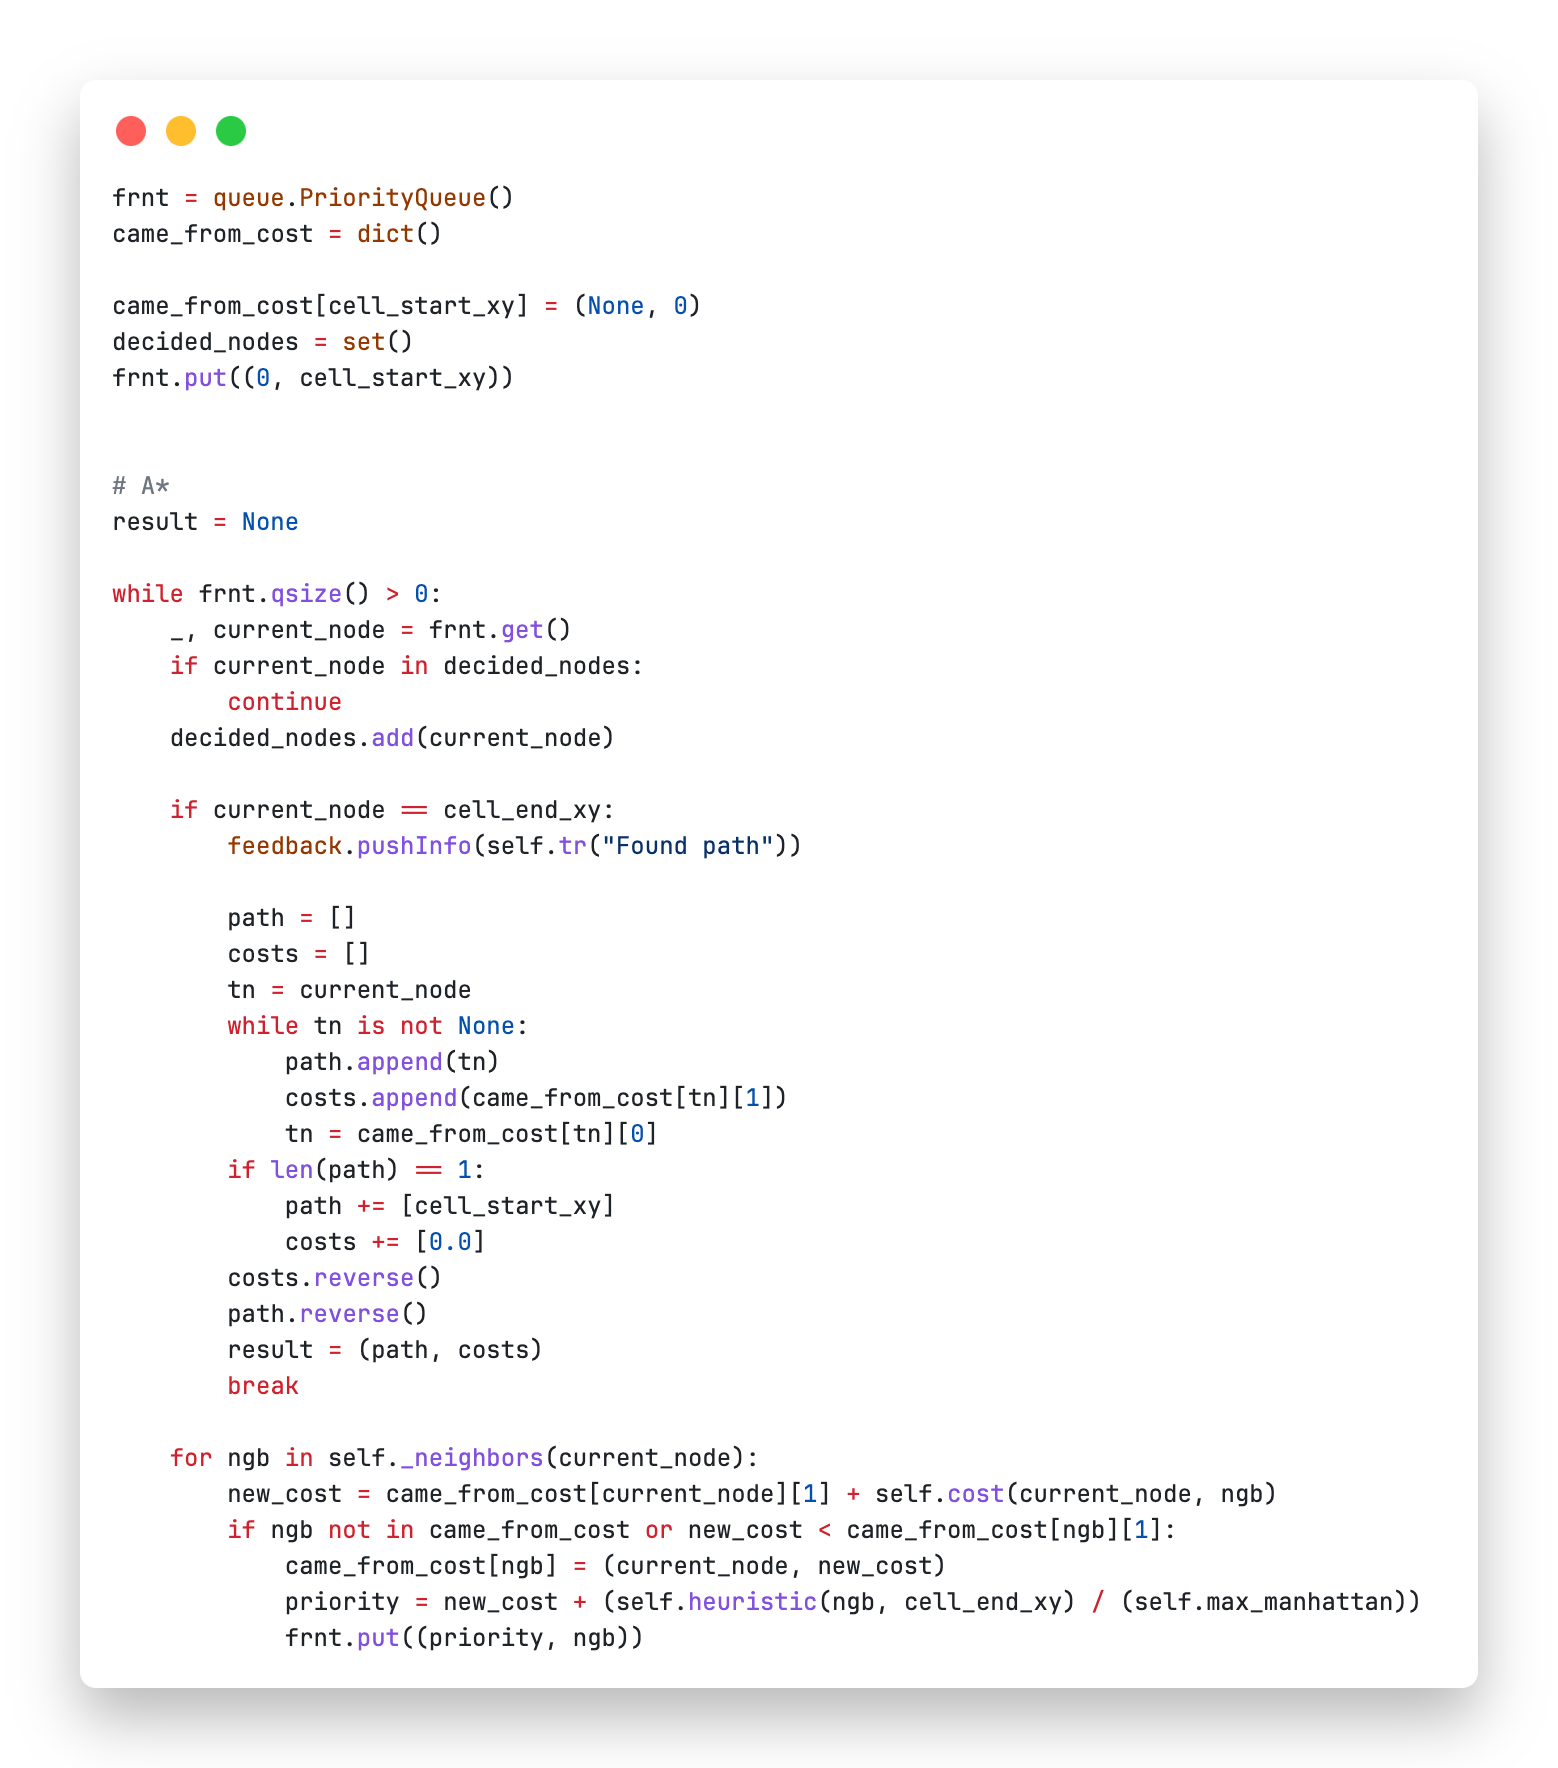 frnt = queue.PriorityQueue()
came_from_cost = dict()

came_from_cost[cell_start_xy] = (None, 0)
decided_nodes = set()
frnt.put((0, cell_start_xy))


# A*
result = None

while frnt.qsize() > 0:
    _, current_node = frnt.get()
    if current_node in decided_nodes:
        continue
    decided_nodes.add(current_node)

    if current_node == cell_end_xy:
        feedback.pushInfo(self.tr("Found path"))

        path = []
        costs = []
        tn = current_node
        while tn is not None:
            path.append(tn)
            costs.append(came_from_cost[tn][1])
            tn = came_from_cost[tn][0]
        if len(path) == 1:
            path += [cell_start_xy]
            costs += [0.0]
        costs.reverse()
        path.reverse()
        result = (path, costs)
        break

    for ngb in self._neighbors(current_node):
        new_cost = came_from_cost[current_node][1] + self.cost(current_node, ngb)
        if ngb not in came_from_cost or new_cost < came_from_cost[ngb][1]:
            came_from_cost[ngb] = (current_node, new_cost)
            priority = new_cost + (self.heuristic(ngb, cell_end_xy) / (self.max_manhattan))
            frnt.put((priority, ngb))